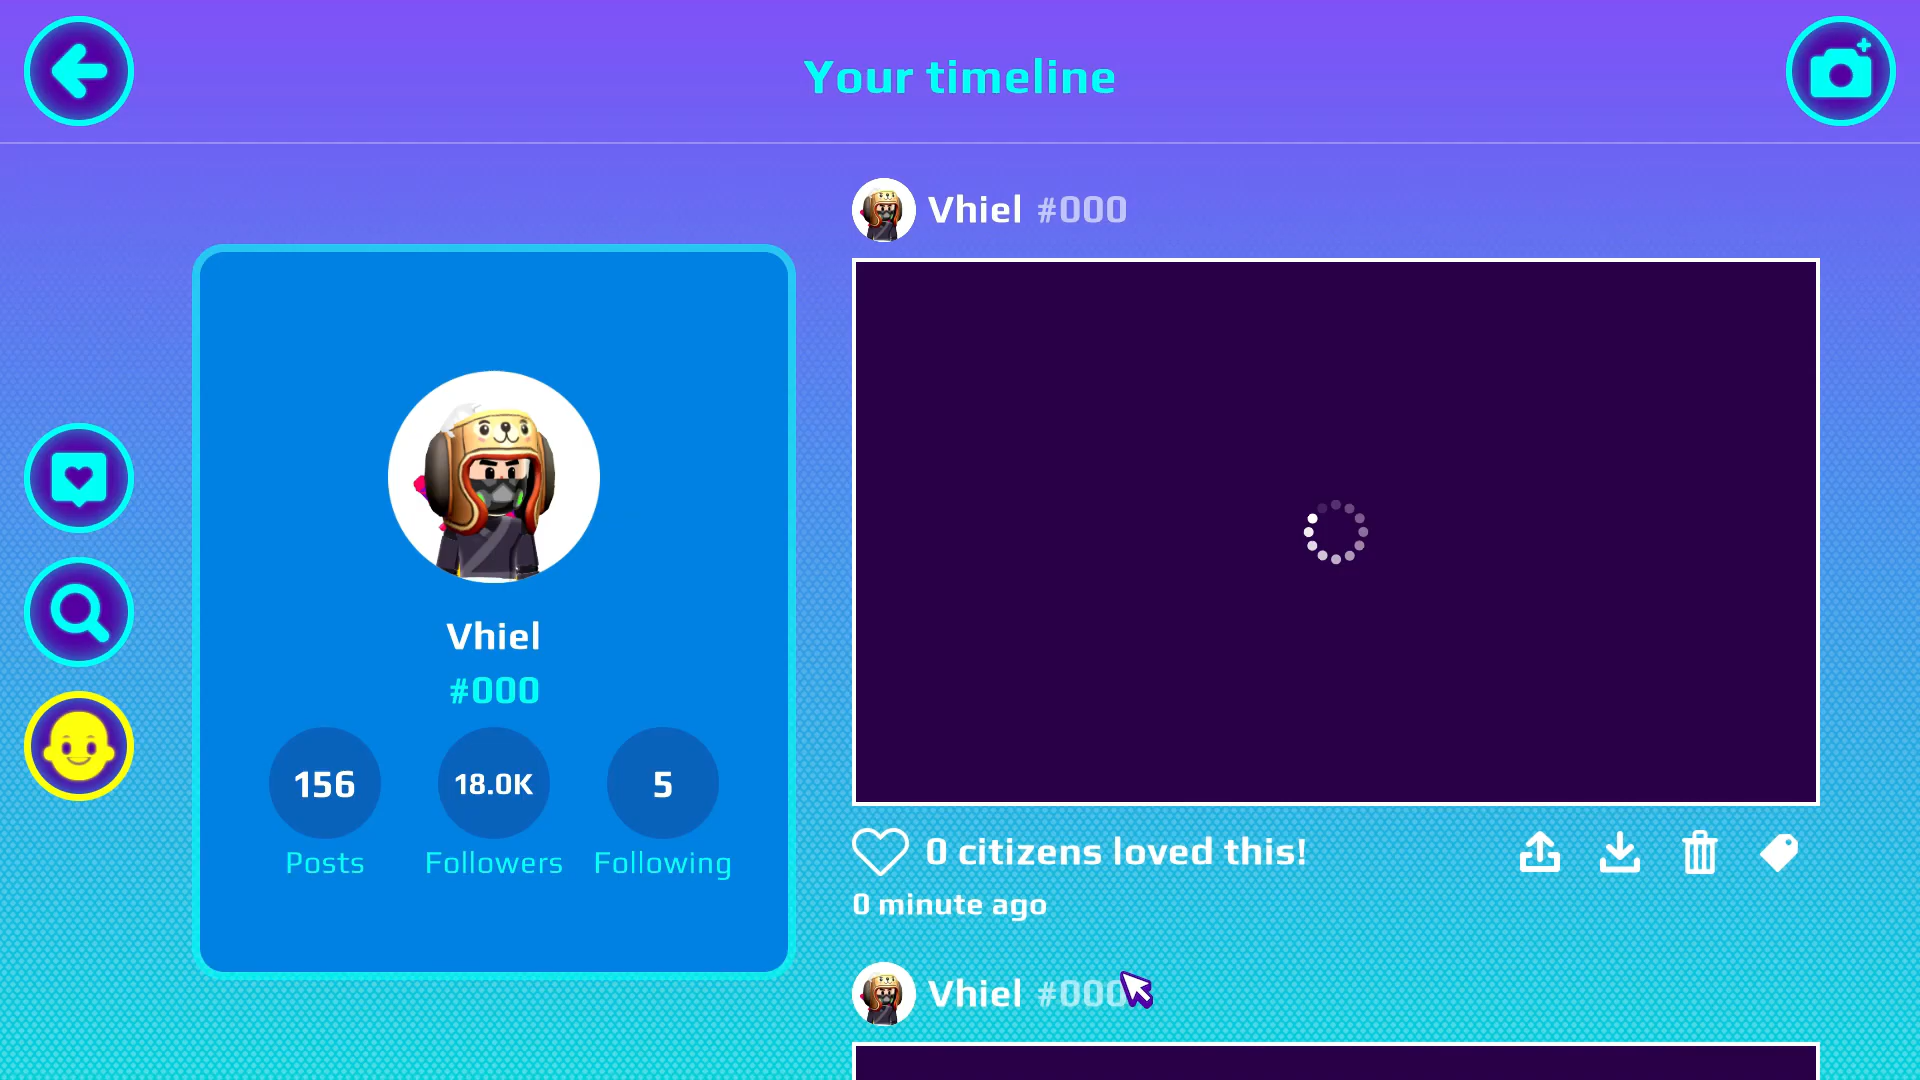 Your timeline
Vhiel #000
Vhiel
#000
156
18.0K
5
Posts
Followers
Following
0 citizens loved this!
0 minute ago
Vhiel #000